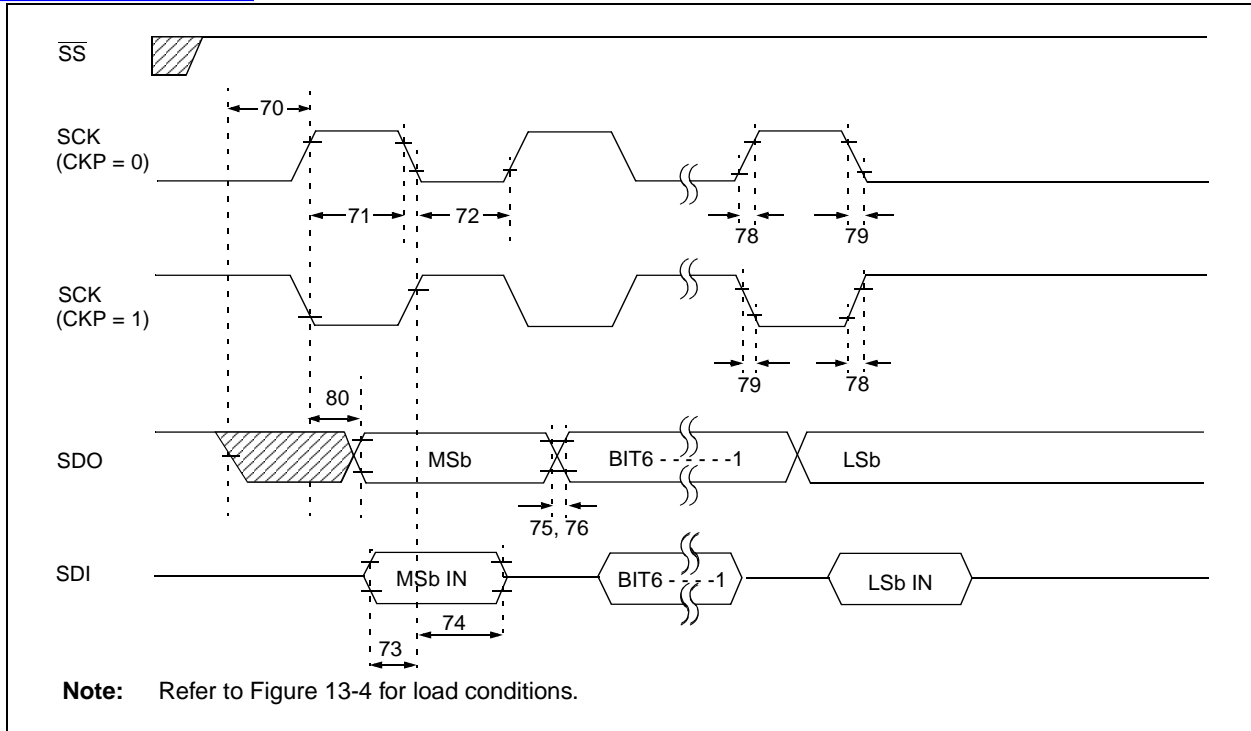 SS
70
SCK
(CKP = 0)
71
72
78
79
SCK
(CKP = 1)
79
78
80
SDO
MSb
BIT6 - - - - - -1
LSb
75, 76
SDI
MSb IN
BIT6 - - - - -1
LSb IN
74
73
Note: Refer to Figure 13-4 for load conditions.